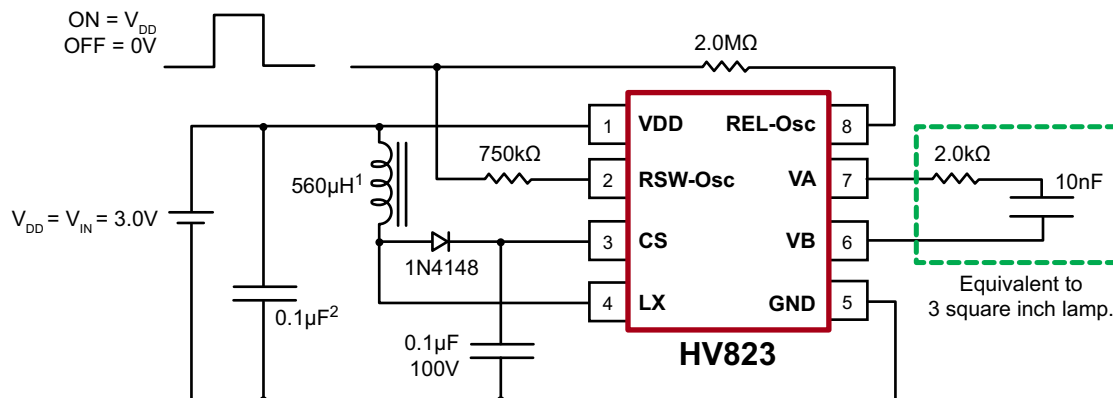 ON = VDD
OFF = 0V
2.0MΩ
1 VDD REL-Osc 8
750kΩ
2.0kΩ
560µH¹
2 RSW-Osc VA 7
10nF
VDD = VIN = 3.0V
3 CS VB 6
1N4148
4 LX GND 5
Equivalent to
3 square inch lamp.
0.1µF²
0.1µF
100V
HV823